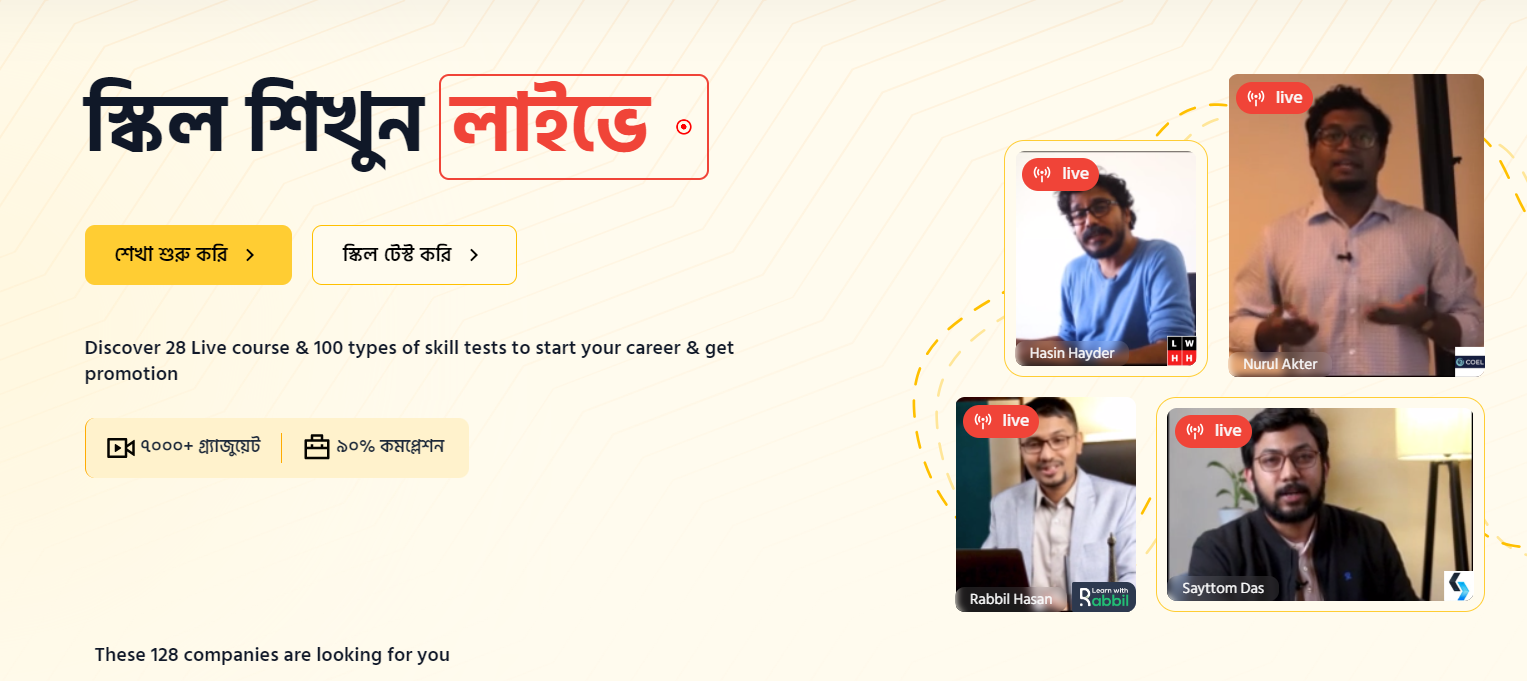 স্কিল শিখুন লাইভে
শেখা শুরু করি
স্কিল টেস্ট করি
Discover 28 Live course & 100 types of skill tests to start your career & get
promotion
৭০০০+ গ্র্যাজুয়েট
৯০% কমপ্লেশন
These 128 companies are looking for you
live
Hasin Hayder
L W
H H
live
Nurul Akter
COEL
live
Rabbil Hasan
Learn with
Rabbil
live
Sayttom Das